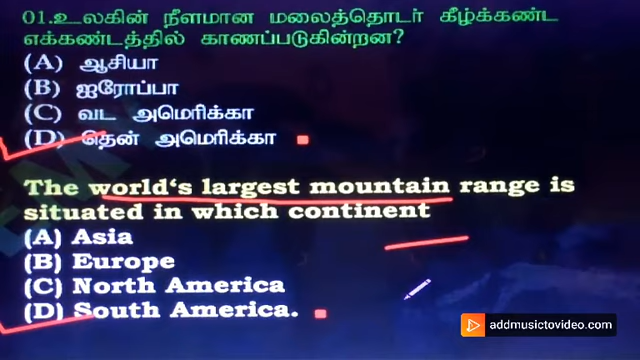 01.உலகின் நீளமான மலைத்தொடர் கீழ்க்கண்ட
எக்கண்டத்தில் காணப்படுகின்றன?
(A) ஆசியா
(B) ஐரோப்பா
(C) வட அமெரிக்கா
(D) தென் அமெரிக்கா
The world‘s largest mountain range is
situated in which continent
(A) Asia
(B) Europe
(C) North America
(D) South America.
addmusictovideo.com